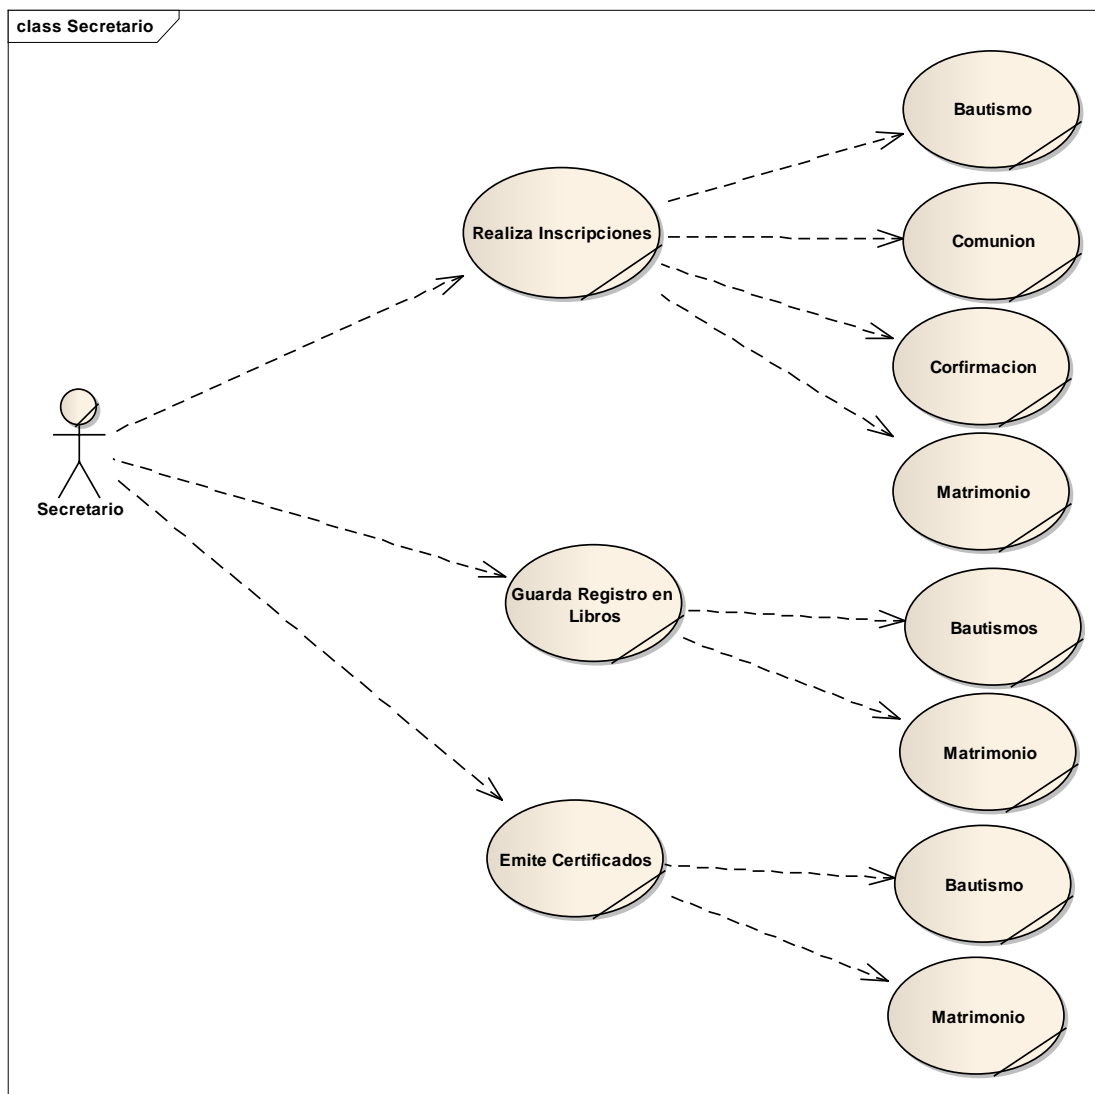 class Secretario
Bautismo
Realiza Inscripciones
Comunion
Corfirmacion
Matrimonio
Secretario
Guarda Registro en
Libros
Bautismos
Matrimonio
Emite Certificados
Bautismo
Matrimonio